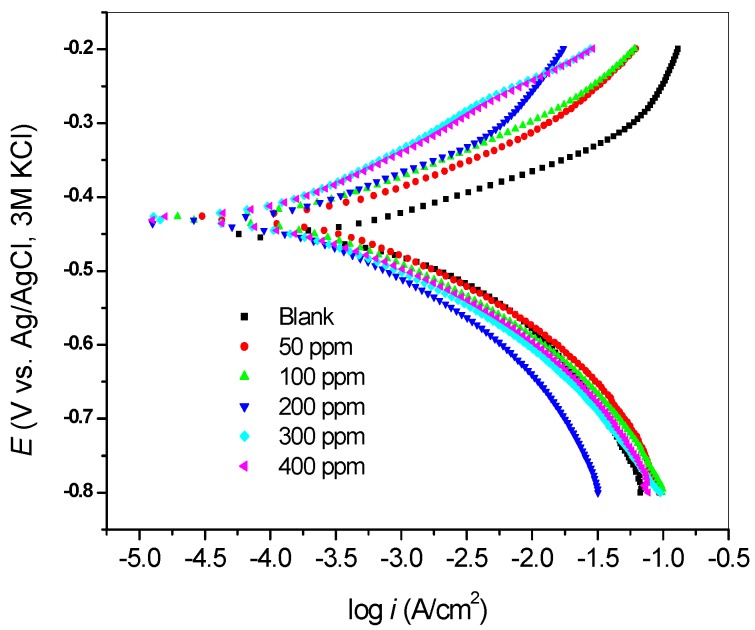 E (V vs. Ag/AgCl, 3M KCl)
-0.2
-0.3
-0.4
-0.5
-0.6
-0.7
-0.8
Blank
50 ppm
100 ppm
200 ppm
300 ppm
400 ppm
-5.0 -4.5 -4.0 -3.5 -3.0 -2.5 -2.0 -1.5 -1.0 -0.5
log i (A/cm²)